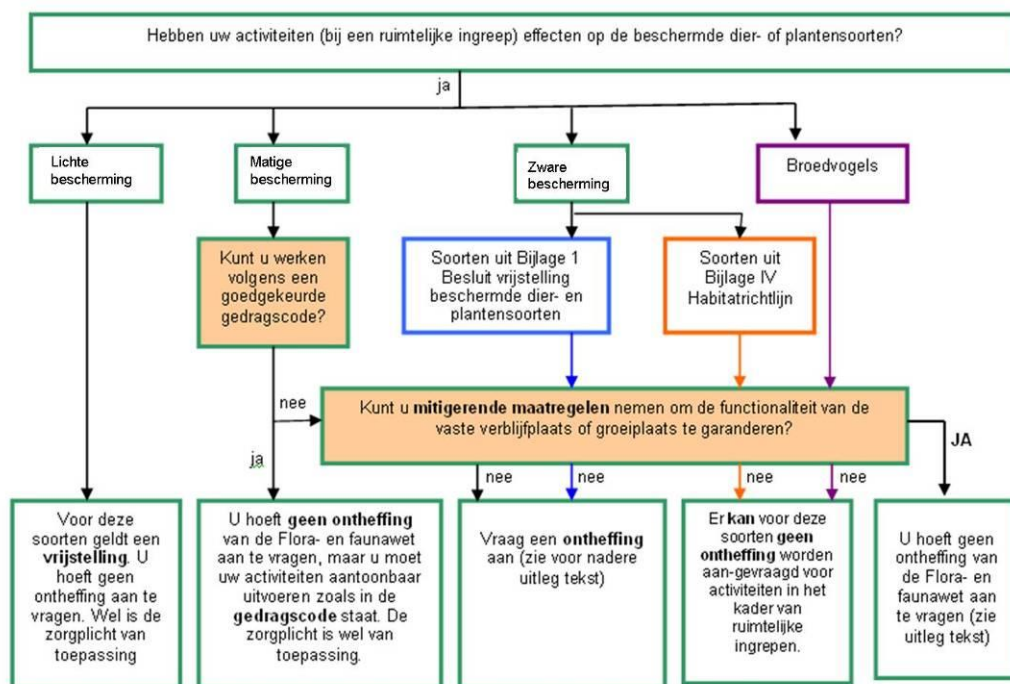 Hebben uw activiteiten (bij een ruimtelijke ingreep) effecten op de beschermde dier- of plantensoorten?
ja
Lichte
bescherming
Matige
bescherming
Zware
bescherming
Broedvogels
Kunt u werken
volgens een
goedgekeurde
gedragscode?
Soorten uit Bijlage 1
Besluit vrijstelling
beschermde dier- en
plantensoorten
Soorten uit
Bijlage IV
Habitatrichtlijn
nee
Kunt u mitigerende maatregelen nemen om de functionaliteit van de
vaste verblijfplaats of groeiplaats te garanderen?
JA
ja
nee
nee
nee
nee
Voor deze
soorten geldt een
vrijstelling. U
hoeft geen
ontheffing aan te
vragen. Wel is de
zorgplicht van
toepassing
U hoeft geen ontheffing
van de Flora- en faunawet
aan te vragen, maar u moet
uw activiteiten aantoonbaar
uitvoeren zoals in de
gedragscode staat. De
zorgplicht is wel van
toepassing.
Vraag een ontheffing
aan (zie voor nadere
uitleg tekst)
Er kan voor deze
soorten geen
ontheffing worden
aan-gevraagd voor
activiteiten in het
kader van
ruimtelijke
ingrepen.
U hoeft geen
ontheffing van
de Flora- en
faunawet aan
te vragen (zie
uitleg tekst)